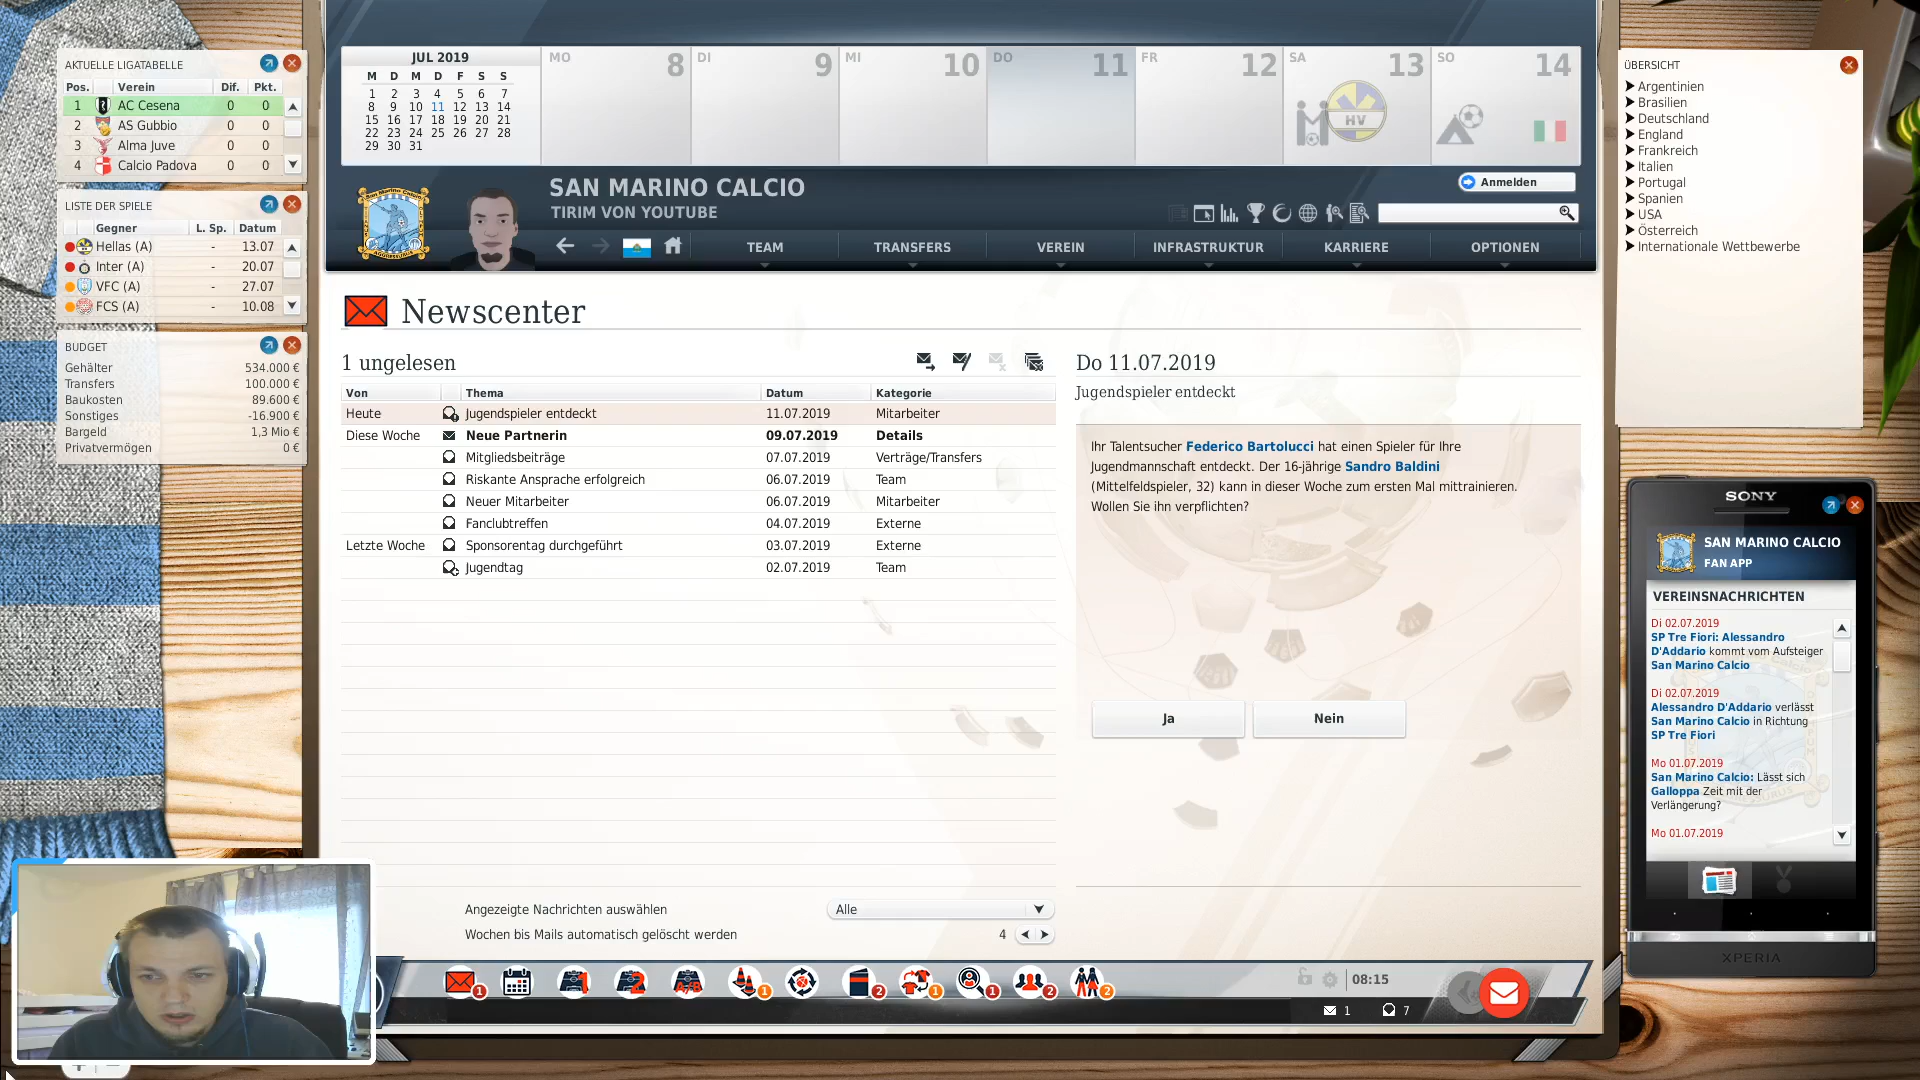 AKTUELLE LIGATABELLE
Pos. Verein Dif. Pkt.
1 AC Cesena 0 0
2 AS Gubbio 0 0
3 Alma Juve 0 0
4 Calcio Padova 0 0
LISTE DER SPIELE
Gegner L. Sp. Datum
Hellas (A) - 13.07
Inter (A) - 20.07
VFC (A) - 27.07
FCS (A) - 10.08
BUDGET
Gehälter 534.000 €
Transfers 100.000 €
Baukosten 89.600 €
Sonstiges -16.900 €
Bargeld 1,3 Mio €
Privatvermögen 0 €
JUL 2019
M D M D F S S
1 2 3 4 5 6 7
8 9 10 11 12 13 14
15 16 17 18 19 20 21
22 23 24 25 26 27 28
29 30 31
MO 8 DI 9 MI 10 DO 11 FR 12 SA 13 SO 14
HV
SAN MARINO CALCIO
TIRIM VON YOUTUBE
Anmelden
TEAM TRANSFERS VEREIN INFRASTRUKTUR KARRIERE OPTIONEN
Newscenter
1 ungelesen
Von Thema Datum Kategorie
Heute Jugendspieler entdeckt 11.07.2019 Mitarbeiter
Diese Woche Neue Partnerin 09.07.2019 Details
Mitgliedsbeiträge 07.07.2019 Verträge/Transfers
Riskante Ansprache erfolgreich 06.07.2019 Team
Neuer Mitarbeiter 06.07.2019 Mitarbeiter
Fanclubtreffen 04.07.2019 Externe
Letzte Woche Sponsorentag durchgeführt 03.07.2019 Externe
Jugendtag 02.07.2019 Team
Angezeigte Nachrichten auswählen Alle
Wochen bis Mails automatisch gelöscht werden 4
Do 11.07.2019
Jugendspieler entdeckt
Ihr Talentsucher Federico Bartolucci hat einen Spieler für Ihre
Jugendmannschaft entdeckt. Der 16-jährige Sandro Baldini
(Mittelfeldspieler, 32) kann in dieser Woche zum ersten Mal mittrainieren.
Wollen Sie ihn verpflichten?
Ja Nein
1 1 2 A/B 1 2 1 1 2 2
08:15
1 7
ÜBERSICHT
Argentinien
Brasilien
Deutschland
England
Frankreich
Italien
Portugal
Spanien
USA
Österreich
Internationale Wettbewerbe
SONY
SAN MARINO CALCIO
FAN APP
VEREINSNACHRICHTEN
Di 02.07.2019
SP Tre Fiori: Alessandro
D'Addario kommt vom Aufsteiger
San Marino Calcio
Di 02.07.2019
Alessandro D'Addario verlässt
San Marino Calcio in Richtung
SP Tre Fiori
Mo 01.07.2019
San Marino Calcio: Lässt sich
Galloppa Zeit mit der
Verlängerung?
Mo 01.07.2019
XPERIA